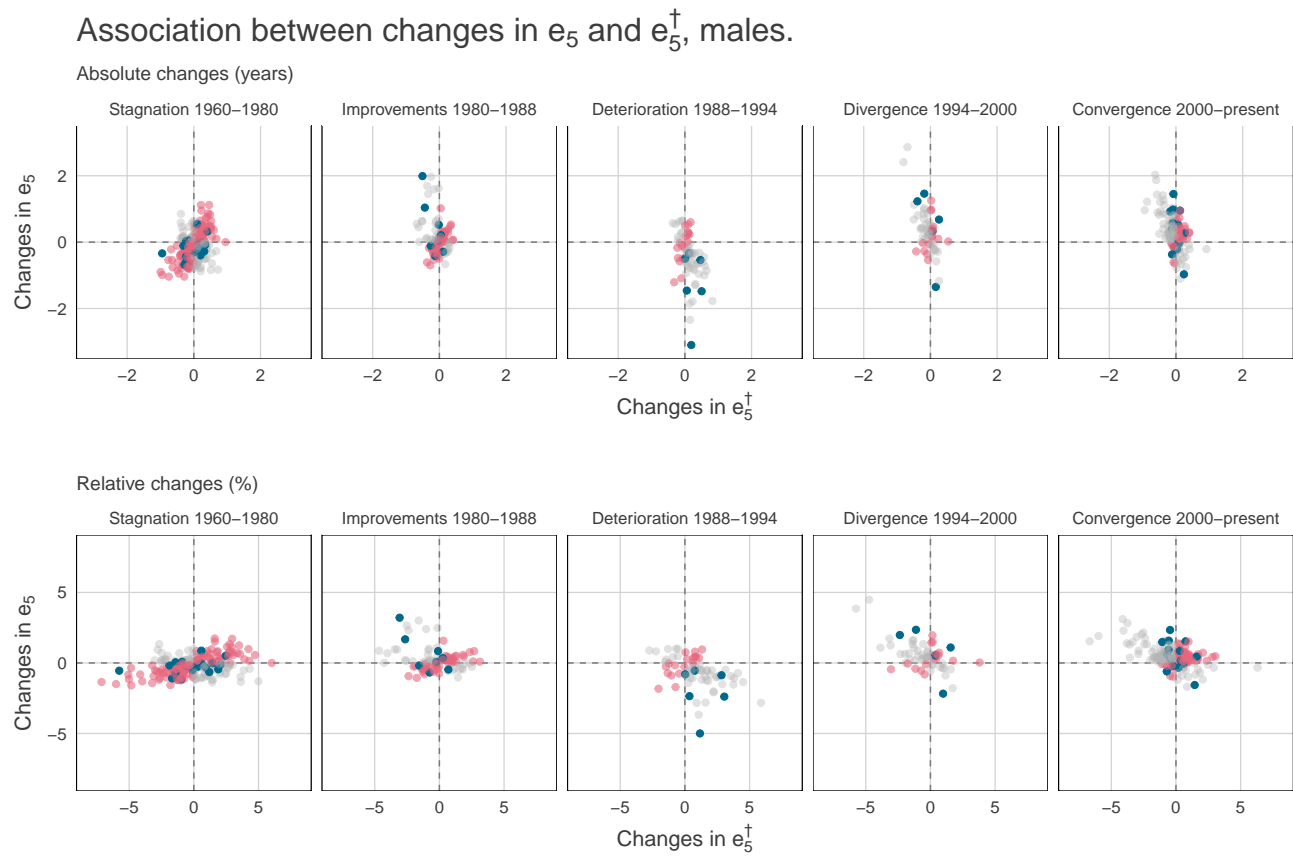 Association between changes in e₅ and e₅†, males.
Absolute changes (years)
Stagnation 1960–1980 Improvements 1980–1988 Deterioration 1988–1994 Divergence 1994–2000 Convergence 2000–present
Changes in e₅
2
0
−2
−2 0 2 −2 0 2 −2 0 2 −2 0 2 −2 0 2
Changes in e₅†
Relative changes (%)
Stagnation 1960–1980 Improvements 1980–1988 Deterioration 1988–1994 Divergence 1994–2000 Convergence 2000–present
Changes in e₅
5
0
−5
−5 0 5 −5 0 5 −5 0 5 −5 0 5 −5 0 5
Changes in e₅†